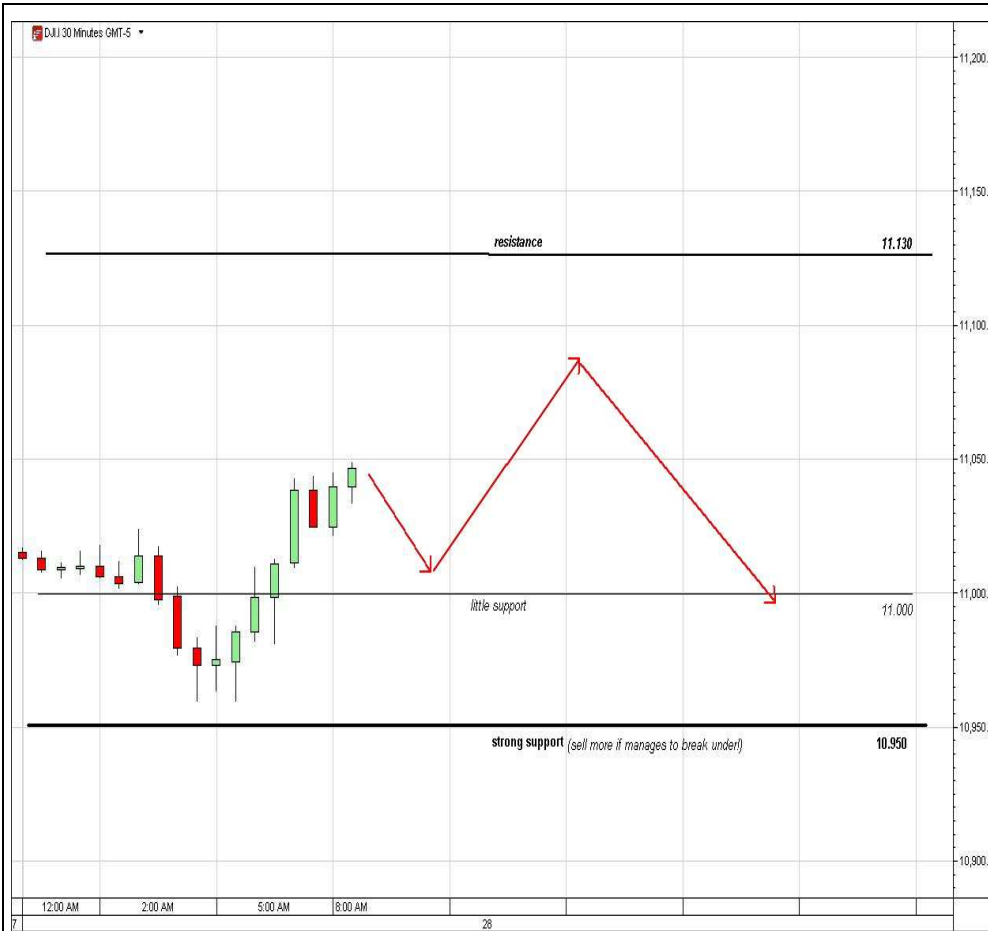 DJI.I 30 Minutes GMT-5
11,200.
11,150.
resistance 11.130
11,100.
11,050.
11,000.
little support 11.000
10,950.
strong support (sell more if manages to break under!) 10.950
10,900.
12:00 AM 2:00 AM 5:00 AM 8:00 AM
7 28